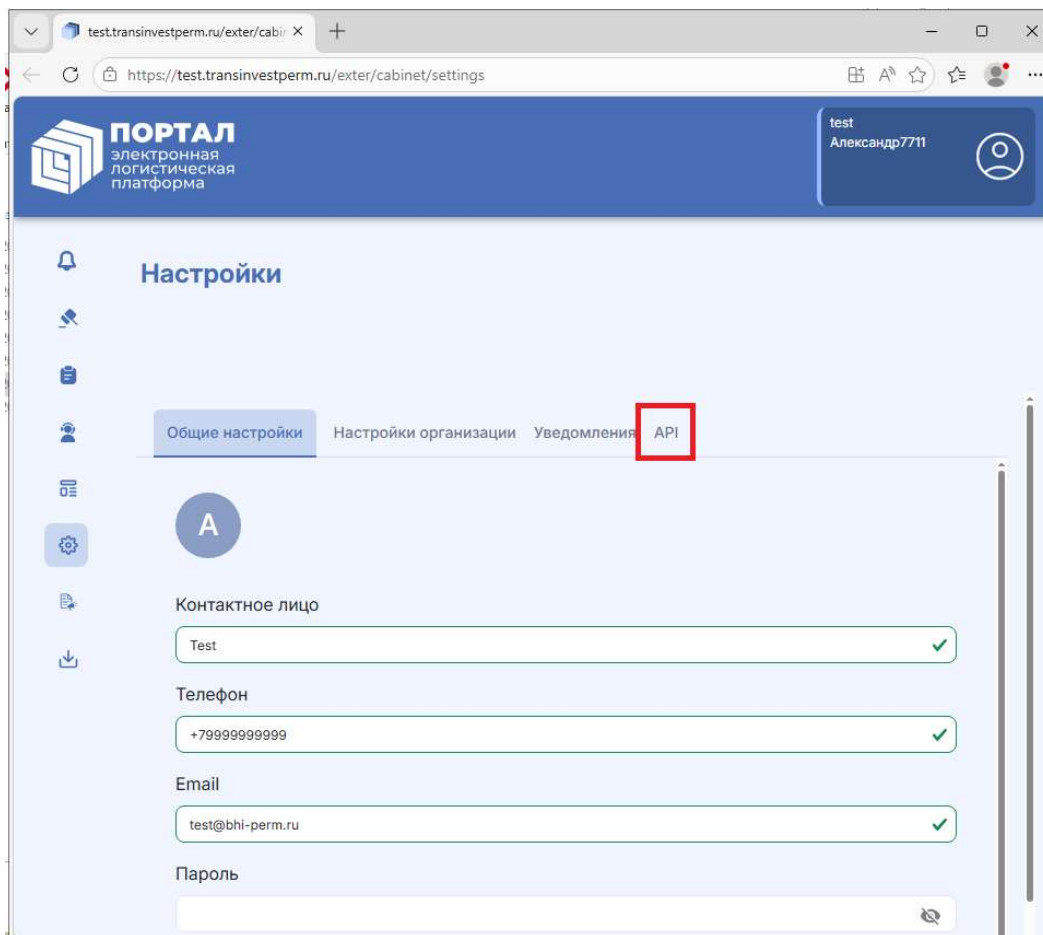 test.transinvestperm.ru/exter/cabin
https://test.transinvestperm.ru/exter/cabinet/settings
ПОРТАЛ
электронная
логистическая
платформа
test
Александр7711
Настройки
Общие настройки Настройки организации Уведомления API
A
Контактное лицо
Test
Телефон
+79999999999
Email
test@bhi-perm.ru
Пароль